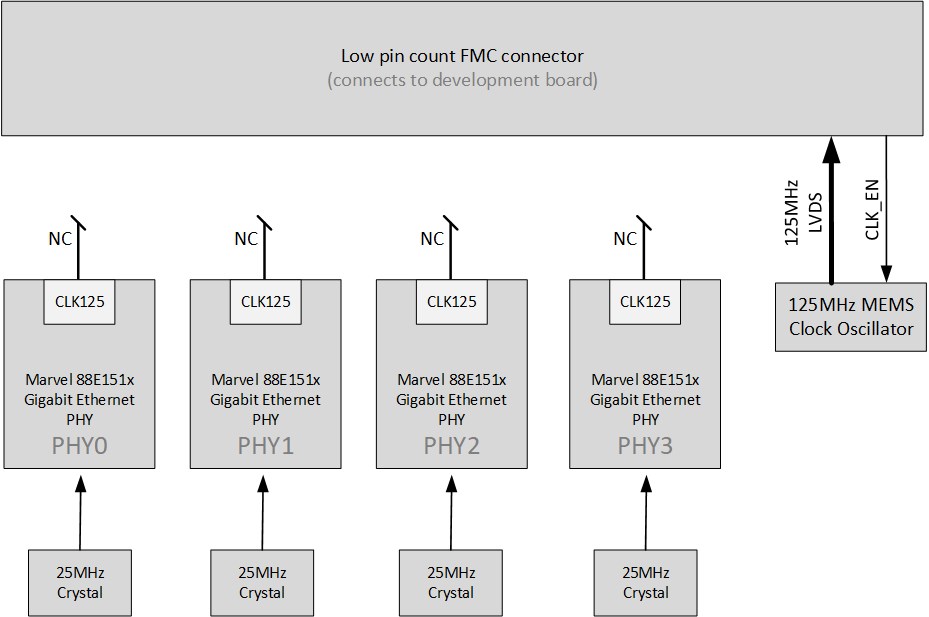 Low pin count FMC connector
(connects to development board)
125MHz
LVDS
CLK_EN
NC
NC
NC
NC
CLK125
CLK125
CLK125
CLK125
125MHz MEMS
Clock Oscillator
Marvel 88E151x
Gigabit Ethernet
PHY
PHY0
Marvel 88E151x
Gigabit Ethernet
PHY
PHY1
Marvel 88E151x
Gigabit Ethernet
PHY
PHY2
Marvel 88E151x
Gigabit Ethernet
PHY
PHY3
25MHz
Crystal
25MHz
Crystal
25MHz
Crystal
25MHz
Crystal